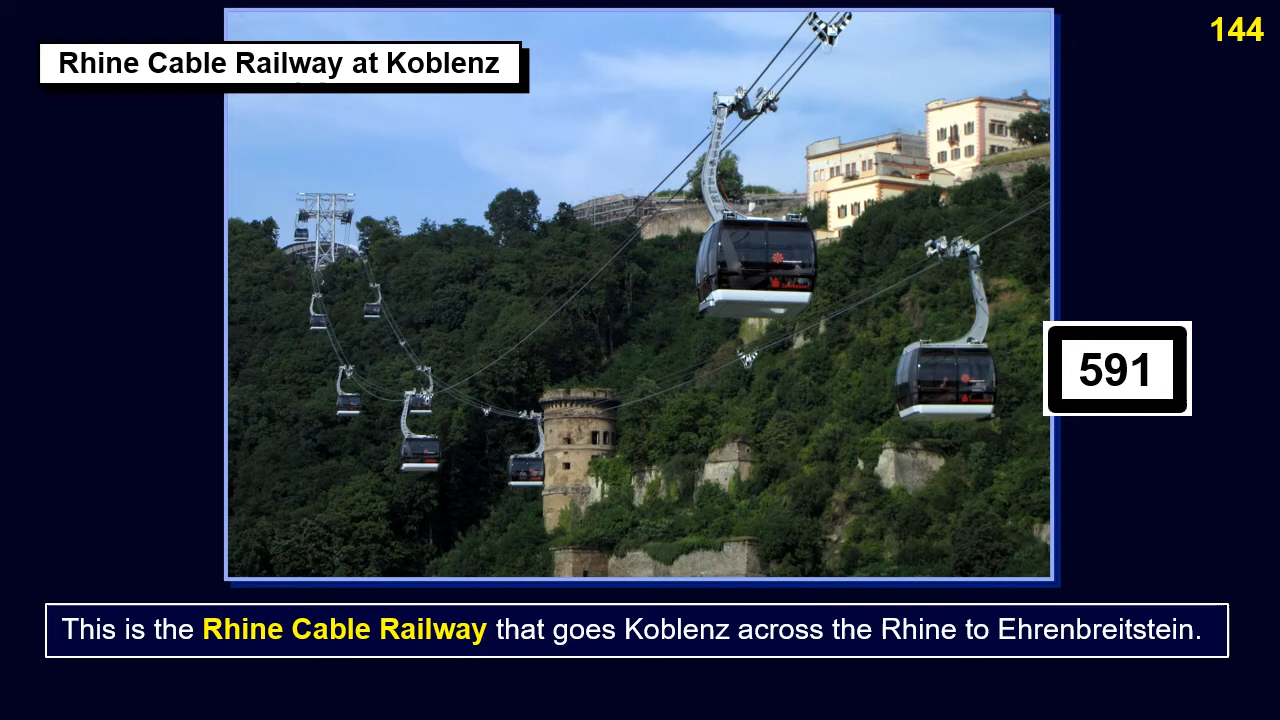 144
Rhine Cable Railway at Koblenz
591
This is the Rhine Cable Railway that goes Koblenz across the Rhine to Ehrenbreitstein.